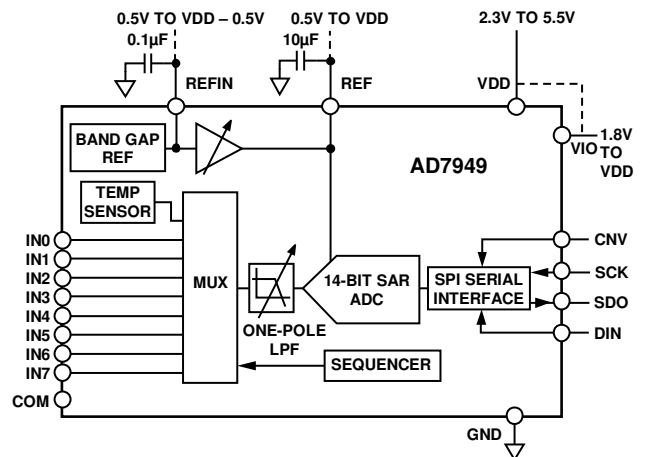 0.5V TO VDD – 0.5V
0.1µF
0.5V TO VDD
10µF
2.3V TO 5.5V
REFIN
REF
VDD
BAND GAP
REF
AD7949
VIO
1.8V
TO
VDD
TEMP
SENSOR
IN0
IN1
IN2
IN3
IN4
IN5
IN6
IN7
COM
MUX
ONE-POLE
LPF
14-BIT SAR
ADC
SPI SERIAL
INTERFACE
CNV
SCK
SDO
DIN
SEQUENCER
GND